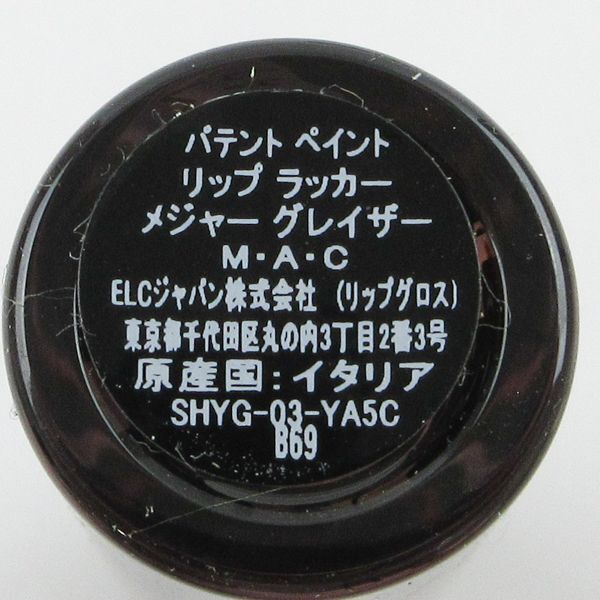 パテント ペイント
リップ ラッカー
メジャー グレイザー
M・A・C
ELCジャパン株式会社 (リップグロス)
東京都千代田区丸の内3丁目2番3号
原産国:イタリア
SHYG-03-YA5C
B69